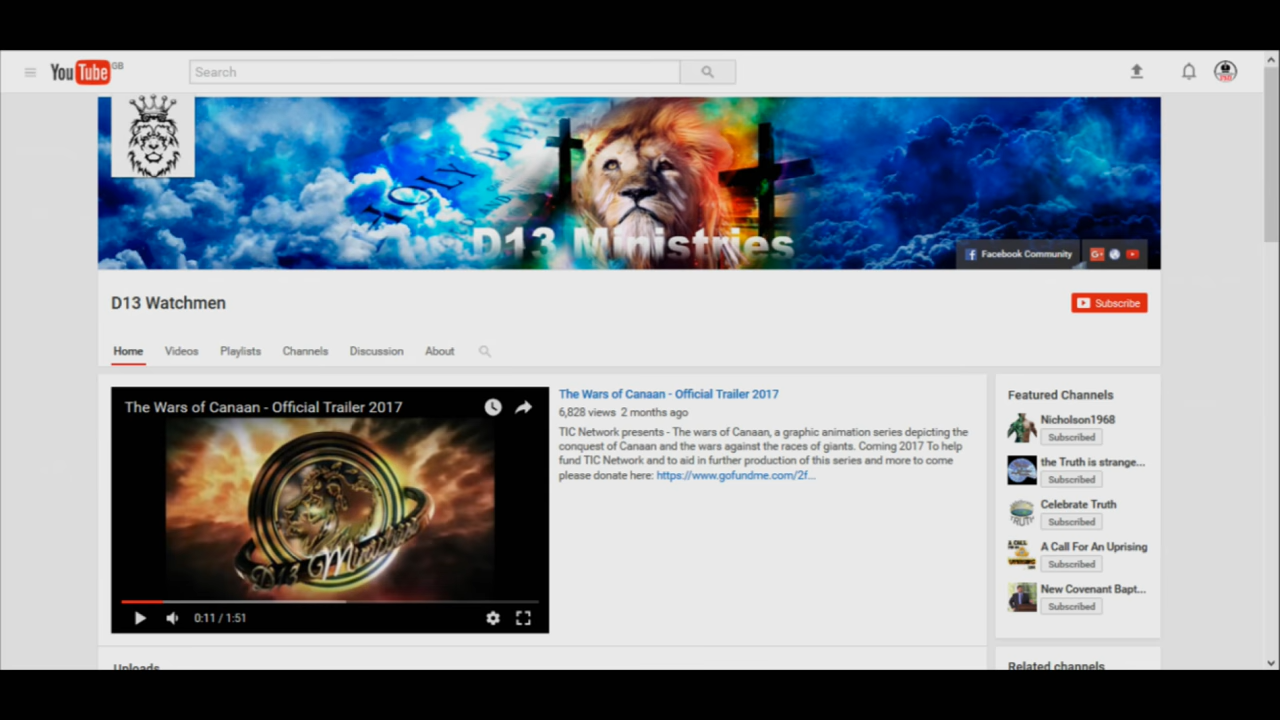 YouTube GB
Search
HOLY BIBLE
D13 Ministries
Facebook Community
G+
D13 Watchmen
Subscribe
Home Videos Playlists Channels Discussion About
The Wars of Canaan - Official Trailer 2017
D13 Ministries
0:11 / 1:51
The Wars of Canaan - Official Trailer 2017
6,828 views 2 months ago
TIC Network presents - The wars of Canaan, a graphic animation series depicting the
conquest of Canaan and the wars against the races of giants. Coming 2017 To help
fund TIC Network and to aid in further production of this series and more to come
please donate here: https://www.gofundme.com/2f...
Featured Channels
Nicholson1968
Subscribed
the Truth is strange...
Subscribed
Celebrate Truth
Subscribed
A Call For An Uprising
Subscribed
New Covenant Bapt...
Subscribed
Uploads
Related channels